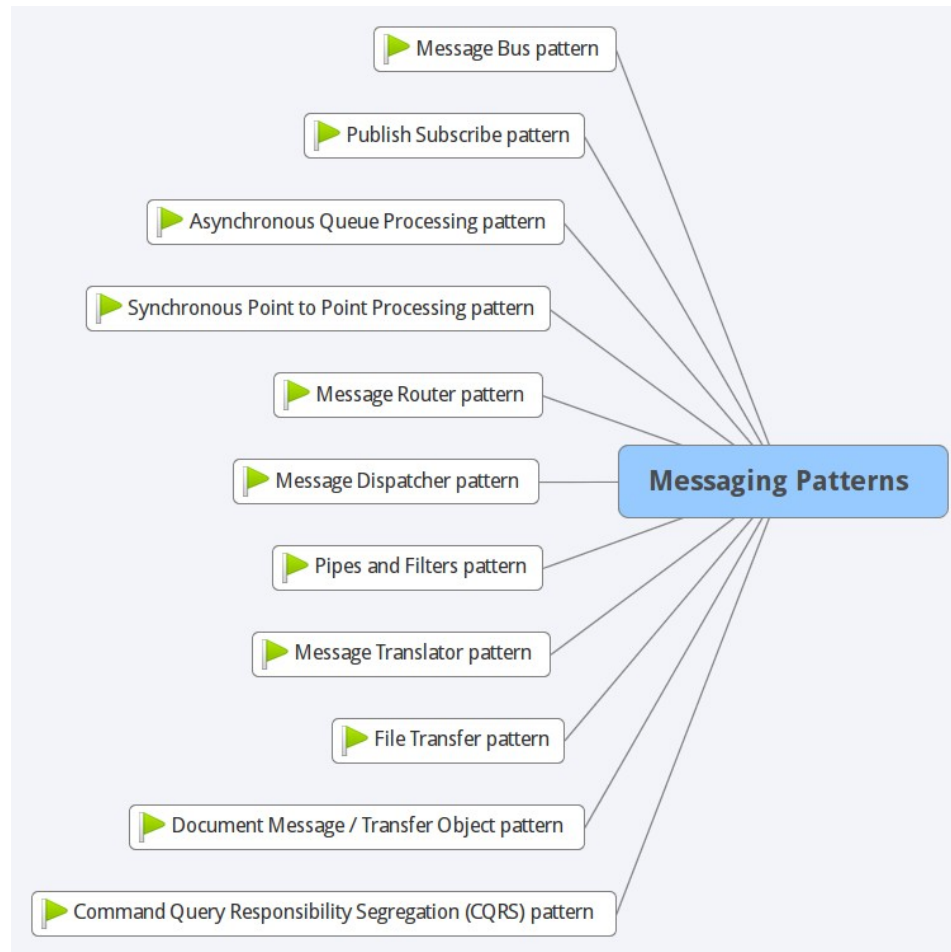 Message Bus pattern
Publish Subscribe pattern
Asynchronous Queue Processing pattern
Synchronous Point to Point Processing pattern
Message Router pattern
Message Dispatcher pattern
Messaging Patterns
Pipes and Filters pattern
Message Translator pattern
File Transfer pattern
Document Message / Transfer Object pattern
Command Query Responsibility Segregation (CQRS) pattern